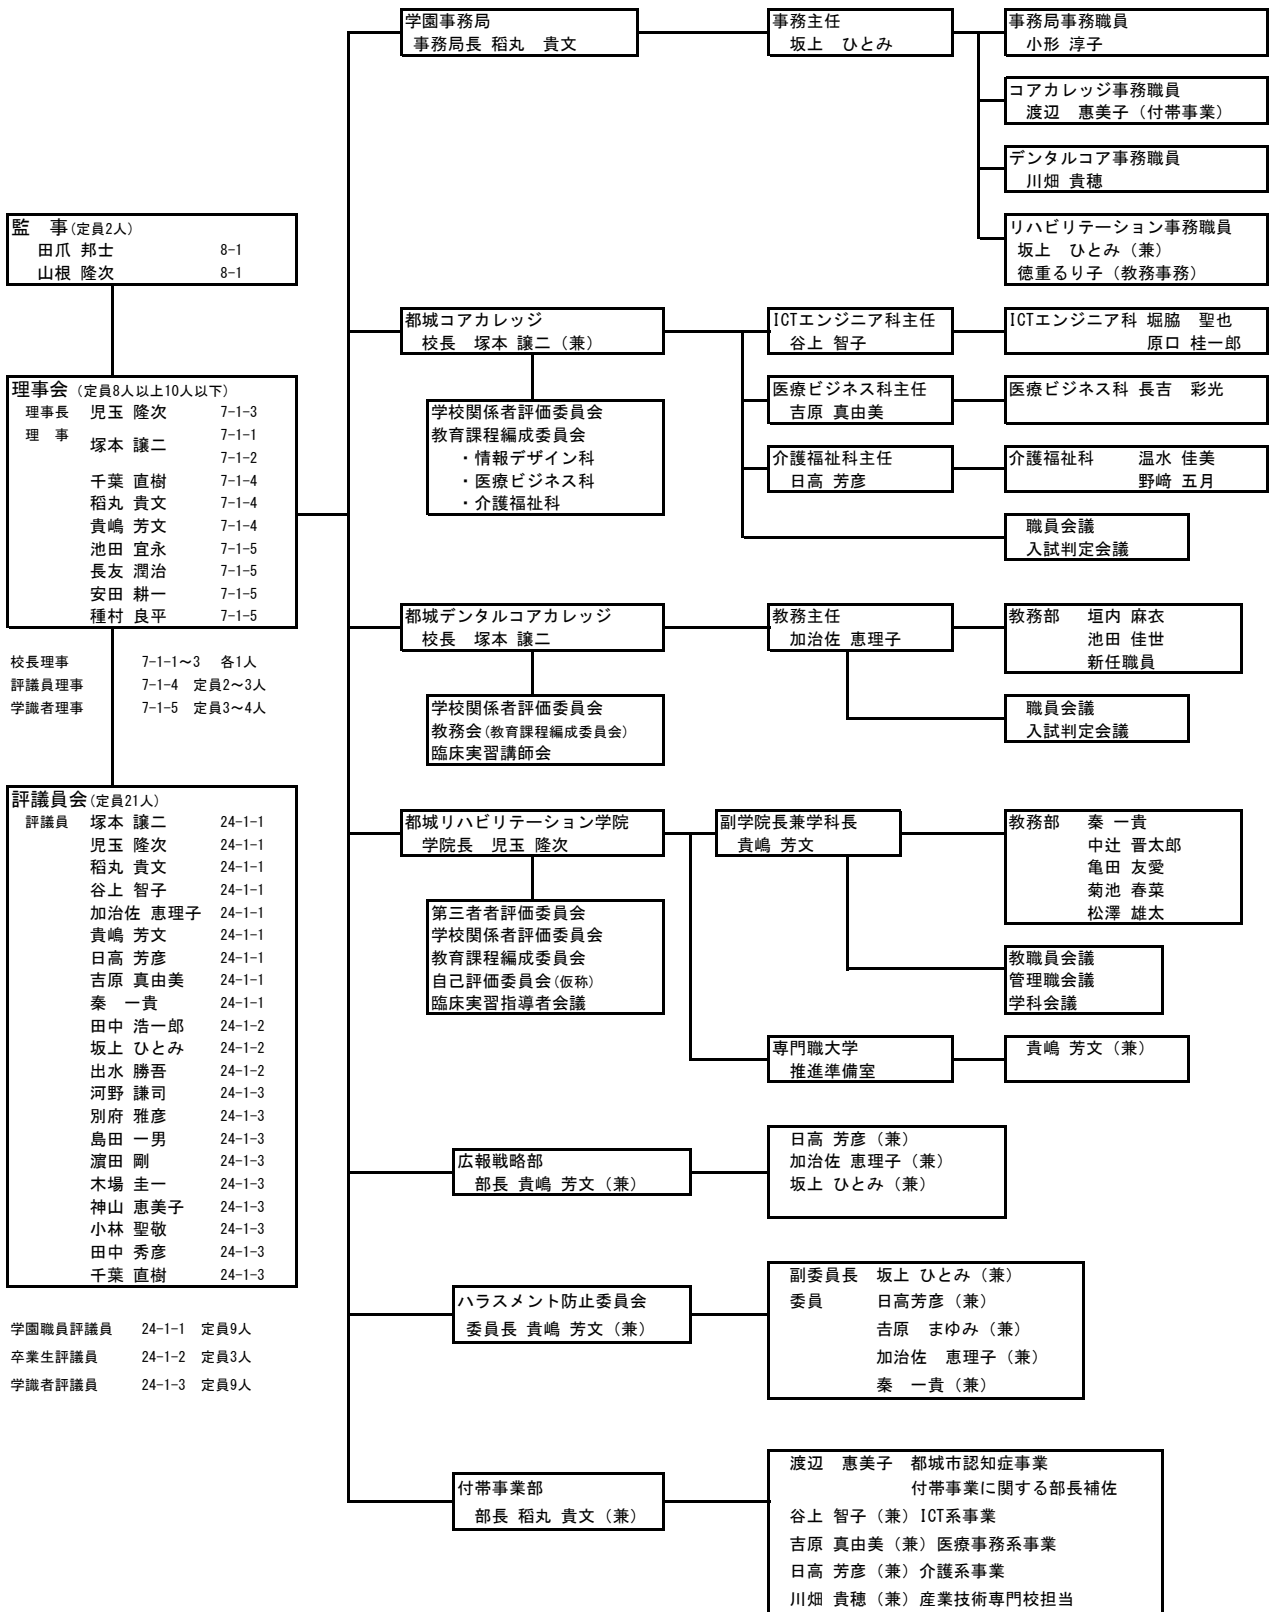 学園事務局
事務局長 稻丸　貴文
事務主任
坂上　ひとみ
事務局事務職員
小形 淳子
コアカレッジ事務職員
渡辺　惠美子（付帯事業）
デンタルコア事務職員
川畑 貴穂
リハビリテーション事務職員
坂上　ひとみ（兼）
徳重るり子（教務事務）
監　事(定員2人)
田爪 邦士 8-1
山根 隆次 8-1
理事会（定員8人以上10人以下）
理事長 児玉 隆次 7-1-3
理　事 塚本 譲二 7-1-1
7-1-2
千葉 直樹 7-1-4
稻丸 貴文 7-1-4
貴嶋 芳文 7-1-4
池田 宜永 7-1-5
長友 潤治 7-1-5
安田 耕一 7-1-5
種村 良平 7-1-5
校長理事 7-1-1～3 各1人
評議員理事 7-1-4 定員2～3人
学識者理事 7-1-5 定員3～4人
評議員会(定員21人)
評議員 塚本 譲二 24-1-1
児玉 隆次 24-1-1
稻丸 貴文 24-1-1
谷上 智子 24-1-1
加治佐 恵理子 24-1-1
貴嶋 芳文 24-1-1
日高 芳彦 24-1-1
吉原 真由美 24-1-1
秦　一貴 24-1-1
田中 浩一郎 24-1-2
坂上 ひとみ 24-1-2
出水 勝吾 24-1-2
河野 謙司 24-1-3
別府 雅彦 24-1-3
島田 一男 24-1-3
濵田 剛 24-1-3
木場 圭一 24-1-3
神山 恵美子 24-1-3
小林 聖敬 24-1-3
田中 秀彦 24-1-3
千葉 直樹 24-1-3
学園職員評議員 24-1-1 定員9人
卒業生評議員 24-1-2 定員3人
学識者評議員 24-1-3 定員9人
都城コアカレッジ
校長　塚本 譲二（兼）
学校関係者評価委員会
教育課程編成委員会
・情報デザイン科
・医療ビジネス科
・介護福祉科
ICTエンジニア科主任
谷上 智子
ICTエンジニア科 堀脇　聖也
原口 桂一郎
医療ビジネス科主任
吉原 真由美
医療ビジネス科 長吉　彩光
介護福祉科主任
日高 芳彦
介護福祉科 温水 佳美
野﨑 五月
職員会議
入試判定会議
都城デンタルコアカレッジ
校長　塚本 譲二
学校関係者評価委員会
教務会(教育課程編成委員会)
臨床実習講師会
教務主任
加治佐 恵理子
教務部 垣内 麻衣
池田 佳世
新任職員
職員会議
入試判定会議
都城リハビリテーション学院
学院長　児玉 隆次
第三者者評価委員会
学校関係者評価委員会
教育課程編成委員会
自己評価委員会(仮称)
臨床実習指導者会議
副学院長兼学科長
貴嶋 芳文
教務部 秦 一貴
中辻 晋太郎
亀田 友愛
菊池 春菜
松澤 雄太
教職員会議
管理職会議
学科会議
専門職大学
推進準備室
貴嶋 芳文（兼）
広報戦略部
部長 貴嶋 芳文（兼）
日高 芳彦（兼）
加治佐 恵理子（兼）
坂上 ひとみ（兼）
ハラスメント防止委員会
委員長 貴嶋 芳文（兼）
副委員長 坂上 ひとみ（兼）
委員 日高芳彦（兼）
吉原　まゆみ（兼）
加治佐　恵理子（兼）
秦　一貴（兼）
付帯事業部
部長 稻丸 貴文（兼）
渡辺　惠美子 都城市認知症事業
付帯事業に関する部長補佐
谷上 智子（兼）ICT系事業
吉原 真由美（兼）医療事務系事業
日高 芳彦（兼）介護系事業
川畑 貴穂（兼）産業技術専門校担当